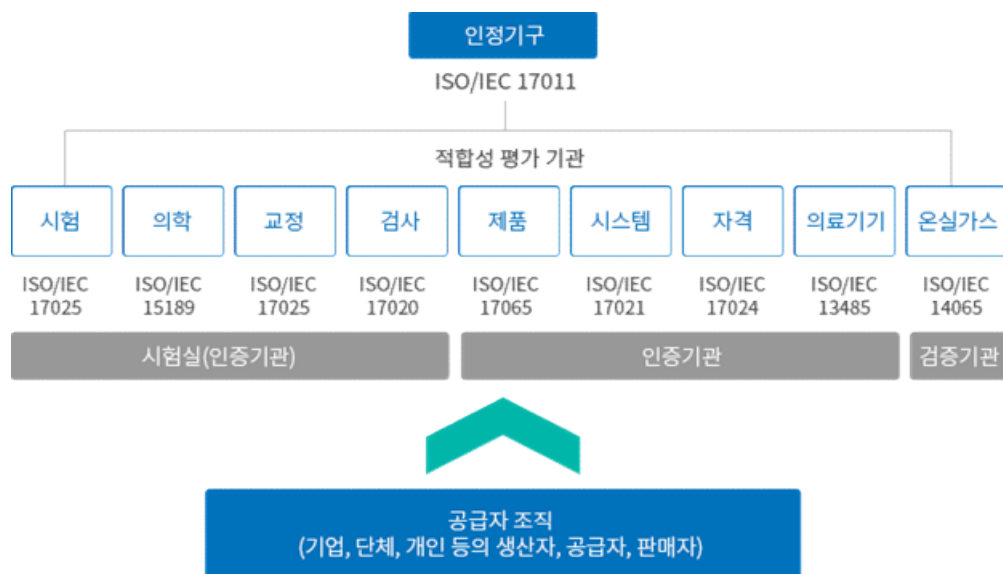 인정기구
ISO/IEC 17011
적합성 평가 기관
시험 의학 교정 검사 제품 시스템 자격 의료기기 온실가스
ISO/IEC ISO/IEC ISO/IEC ISO/IEC ISO/IEC ISO/IEC ISO/IEC ISO/IEC ISO/IEC
17025 15189 17025 17020 17065 17021 17024 13485 14065
시험실(인증기관) 인증기관 검증기관
공급자 조직
(기업, 단체, 개인 등의 생산자, 공급자, 판매자)